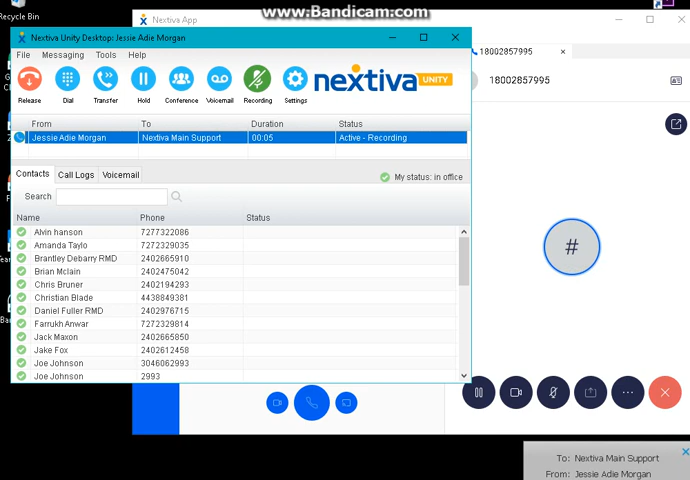 www.Bandicam.com
Recycle Bin
Nextiva App
Nextiva Unity Desktop: Jessie Adie Morgan
File Messaging Tools Help
nextiva UNITY
Release Dial Transfer Hold Conference Voicemail Recording Settings
18002857995
18002857995
From To Duration Status
Jessie Adie Morgan Nextiva Main Support 00:05 Active - Recording
Contacts Call Logs Voicemail
My status: in office
Search
Name Phone Status
Alvin hanson 7277322086
Amanda Taylo 7272329035
Brantley Debarry RMD 2402665910
Brian Mclain 2402475042
Chris Bruner 2402194293
Christian Blade 4438849381
Daniel Fuller RMD 2402976715
Farrukh Anwar 7272329814
Jack Maxon 2402665850
Jake Fox 2402612458
Joe Johnson 3046062993
Joe Johnson 2993
#
To: Nextiva Main Support
From: Jessie Adie Morgan